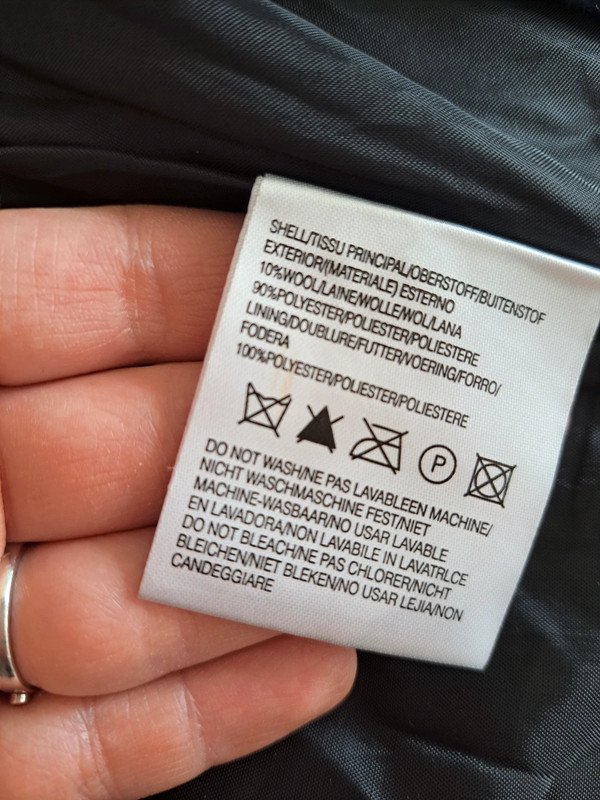 SHELL/TISSU PRINCIPAL/OBERSTOFF/BUITENSTOF
EXTERIOR/(MATERIALE) ESTERNO
10%WOOL/LAINE/WOLLE/WOL/LANA
90%POLYESTER/POLIESTER/POLIESTERE
LINING/DOUBLURE/FUTTER/VOERING/FORRO/
FODERA
100%POLYESTER/POLIESTER/POLIESTERE
P
DO NOT WASH/NE PAS LAVABLEEN MACHINE/
NICHT WASCHMASCHINE FEST/NIET
MACHINE-WASBAAR/NO USAR LAVABLE
EN LAVADORA/NON LAVABILE IN LAVATRLCE
DO NOT BLEACH/NE PAS CHLORER/NICHT
BLEICHEN/NIET BLEKEN/NO USAR LEJIA/NON
CANDEGGIARE